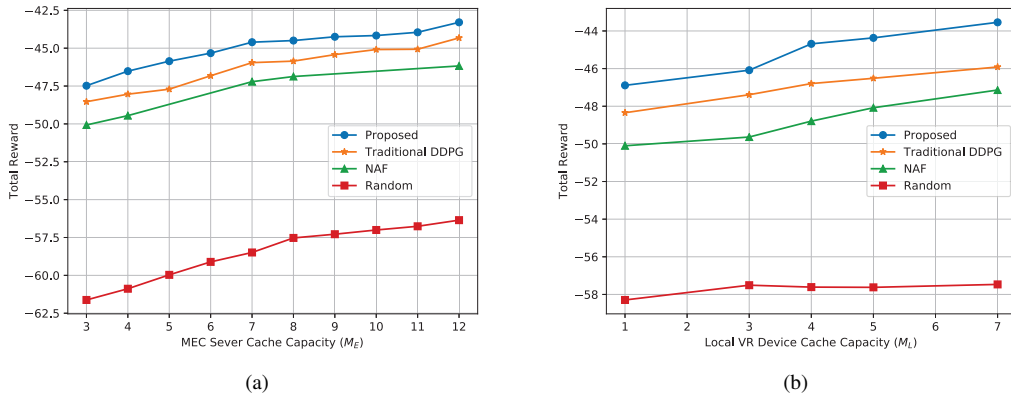 −42.5
−45.0
−47.5
−50.0
−52.5
−55.0
−57.5
−60.0
−62.5
Total Reward
Proposed
Traditional DDPG
NAF
Random
3 4 5 6 7 8 9 10 11 12
MEC Sever Cache Capacity (M_E)
(a)
−44
−46
−48
−50
−52
−54
−56
−58
Total Reward
Proposed
Traditional DDPG
NAF
Random
1 2 3 4 5 6 7
Local VR Device Cache Capacity (M_L)
(b)